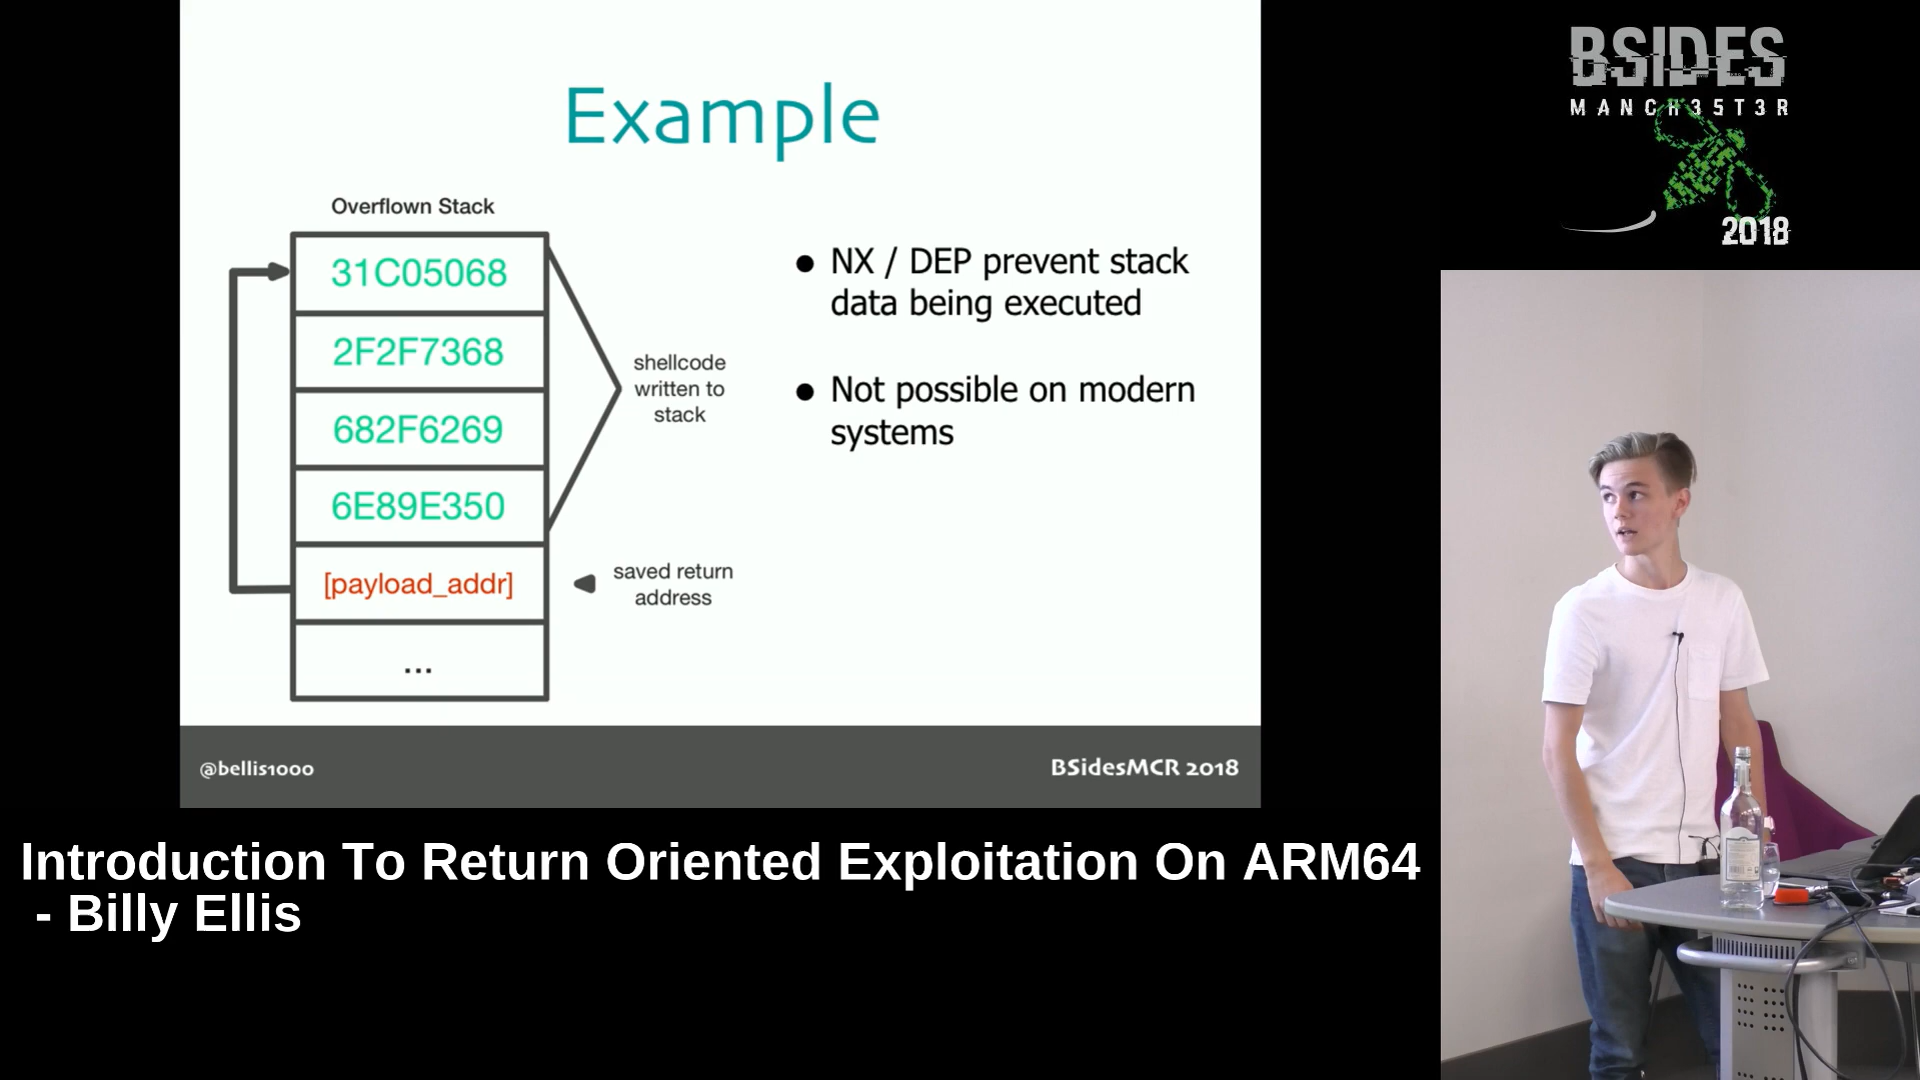 Example
Overflown Stack
31C05068
2F2F7368
682F6269
6E89E350
[payload_addr]
...
shellcode
written to
stack
saved return
address
● NX / DEP prevent stack
data being executed
● Not possible on modern
systems
@bellis1000
BSidesMCR 2018
BSIDES
MANCH35T3R
2018
Introduction To Return Oriented Exploitation On ARM64
- Billy Ellis